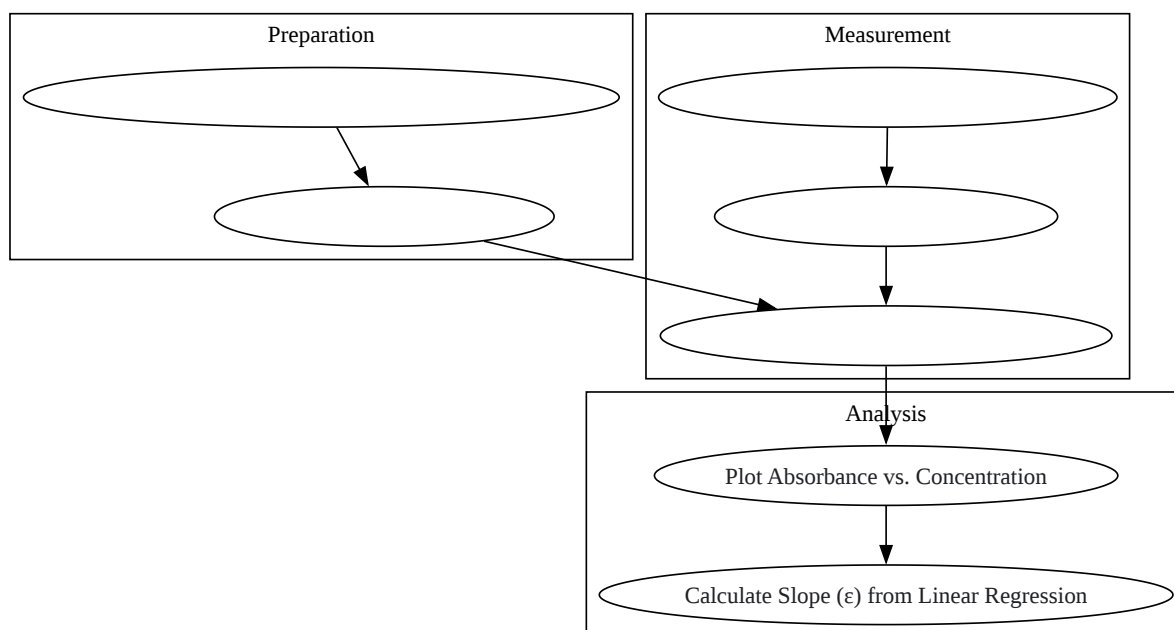 Preparation
Measurement
Analysis
Plot Absorbance vs. Concentration
Calculate Slope (ε) from Linear Regression